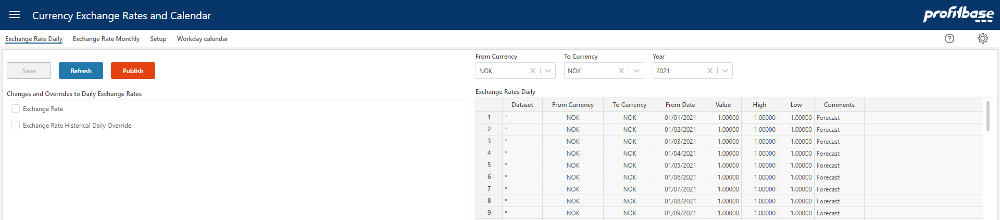 Currency Exchange Rates and Calendar
profitbase
Exchange Rate Daily Exchange Rate Monthly Setup Workday calendar
Save Refresh Publish
Changes and Overrides to Daily Exchange Rates
Exchange Rate
Exchange Rate Historical Daily Override
From Currency To Currency Year
NOK NOK 2021
Exchange Rates Daily
Dataset From Currency To Currency From Date Value High Low Comments
1 * NOK NOK 01/01/2021 1.00000 1.00000 1.00000 Forecast
2 * NOK NOK 01/02/2021 1.00000 1.00000 1.00000 Forecast
3 * NOK NOK 01/03/2021 1.00000 1.00000 1.00000 Forecast
4 * NOK NOK 01/04/2021 1.00000 1.00000 1.00000 Forecast
5 * NOK NOK 01/05/2021 1.00000 1.00000 1.00000 Forecast
6 * NOK NOK 01/06/2021 1.00000 1.00000 1.00000 Forecast
7 * NOK NOK 01/07/2021 1.00000 1.00000 1.00000 Forecast
8 * NOK NOK 01/08/2021 1.00000 1.00000 1.00000 Forecast
9 * NOK NOK 01/09/2021 1.00000 1.00000 1.00000 Forecast